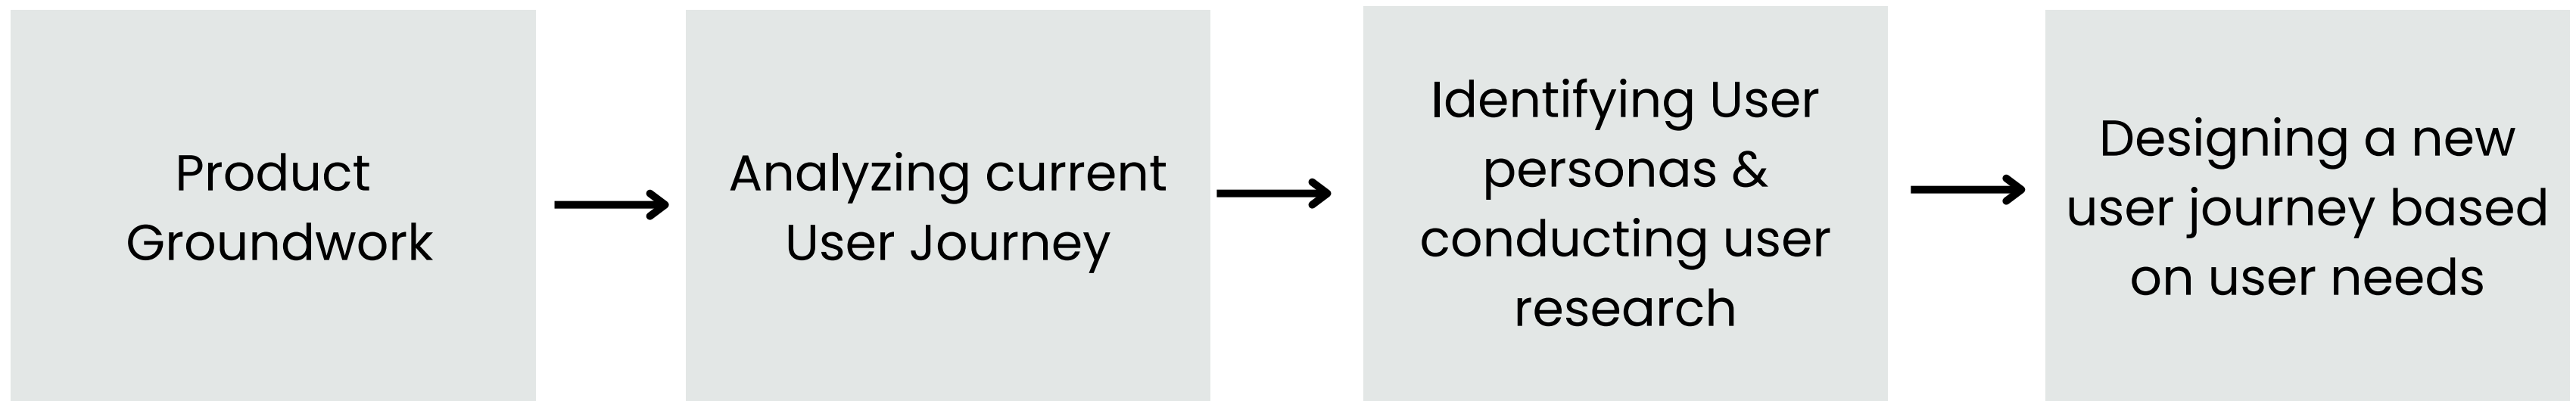 Product
Groundwork
Analyzing current
User Journey
Identifying User
personas &
conducting user
research
Designing a new
user journey based
on user needs